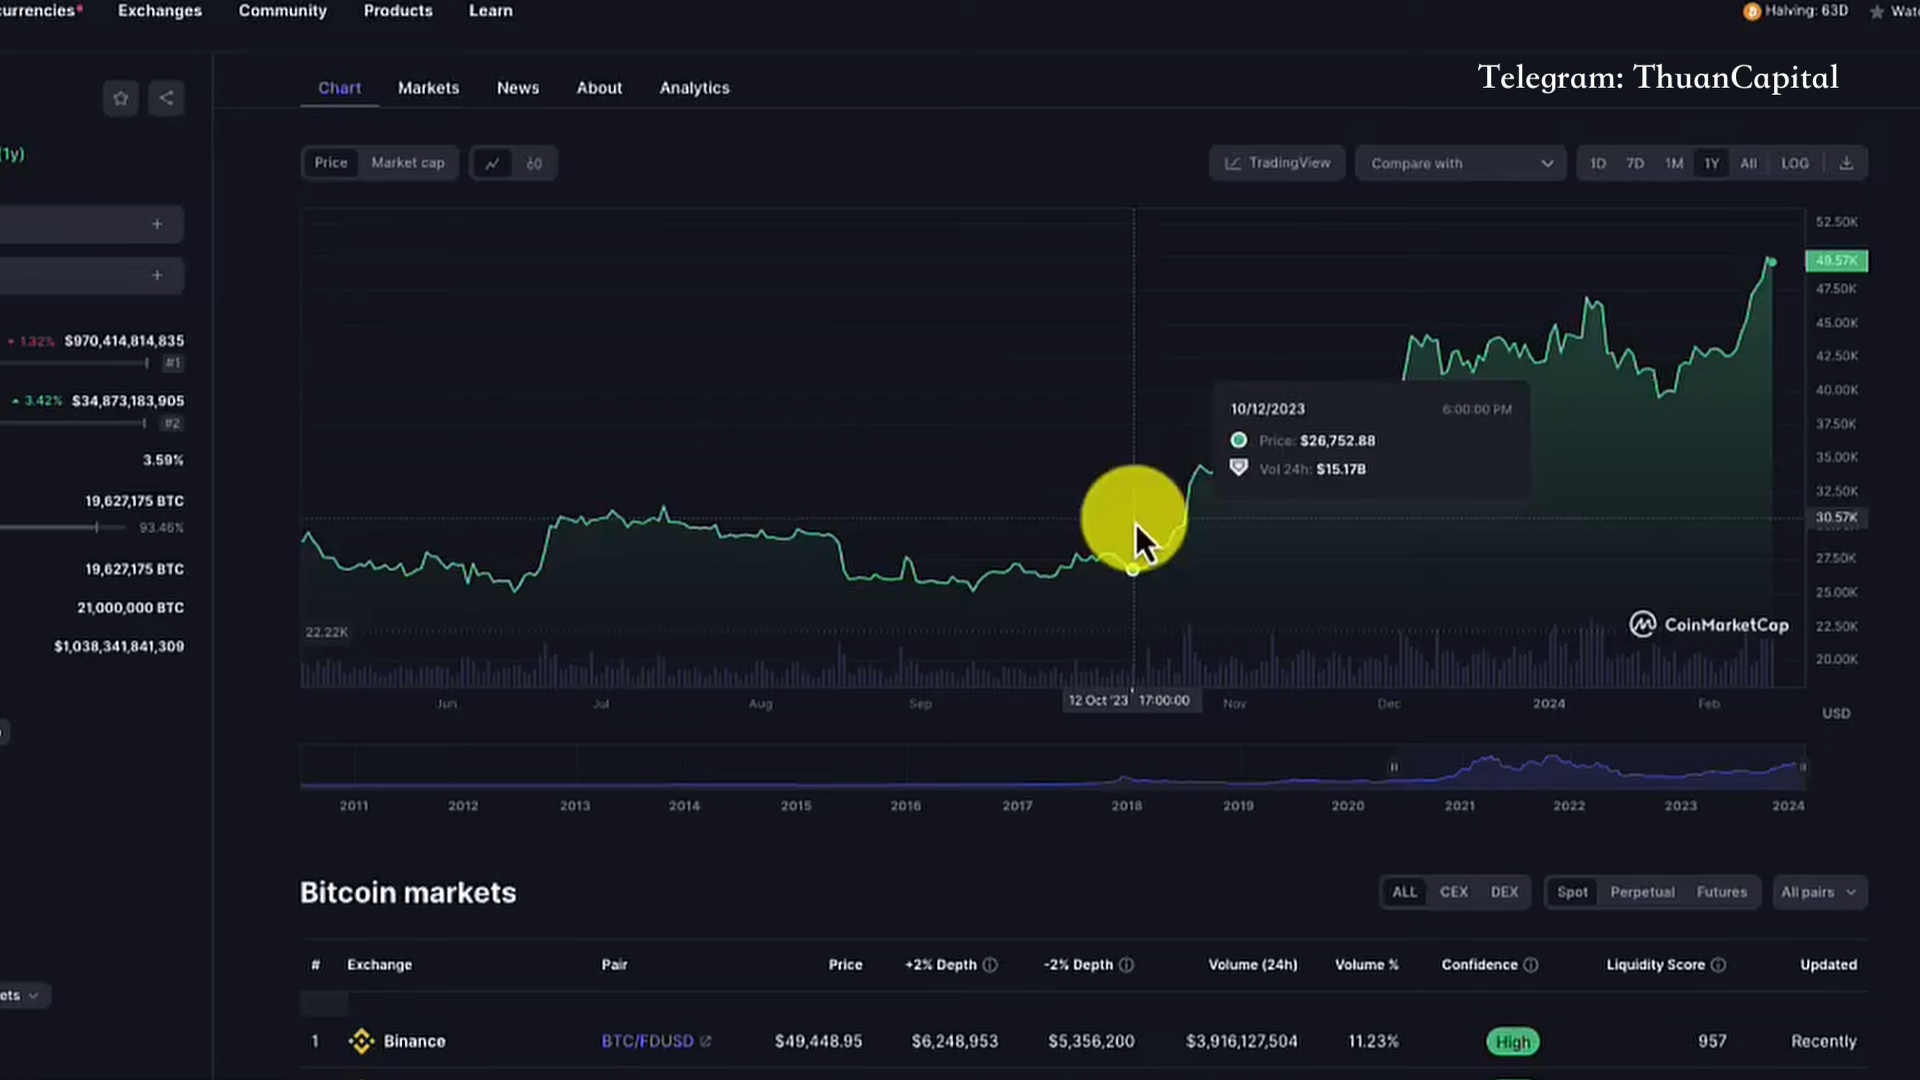 Exchanges Community Products Learn Halving: 63D
Telegram: ThuanCapital
Chart Markets News About Analytics
(1y)
Price Market cap TradingView Compare with 1D 7D 1M 1Y All LOG
52.50K
49.57K
47.50K
45.00K
42.50K
40.00K
37.50K
35.00K
32.50K
30.57K
27.50K
25.00K
22.50K
20.00K
10/12/2023 6:00:00 PM
Price: $26,752.88
Vol 24h: $15.17B
1.32% $970,414,814,835
#1
3.42% $34,873,183,905
#2
3.59%
19,627,175 BTC
93.46%
19,627,175 BTC
21,000,000 BTC
$1,038,341,841,309
22.22K
CoinMarketCap
12 Oct '23 17:00:00
Jun Jul Aug Sep Nov Dec 2024 Feb USD
2011 2012 2013 2014 2015 2016 2017 2018 2019 2020 2021 2022 2023 2024
Bitcoin markets ALL CEX DEX Spot Perpetual Futures All pairs
# Exchange Pair Price +2% Depth -2% Depth Volume (24h) Volume % Confidence Liquidity Score Updated
1 Binance BTC/FDUSD $49,448.95 $6,248,953 $5,356,200 $3,916,127,504 11.23% High 957 Recently